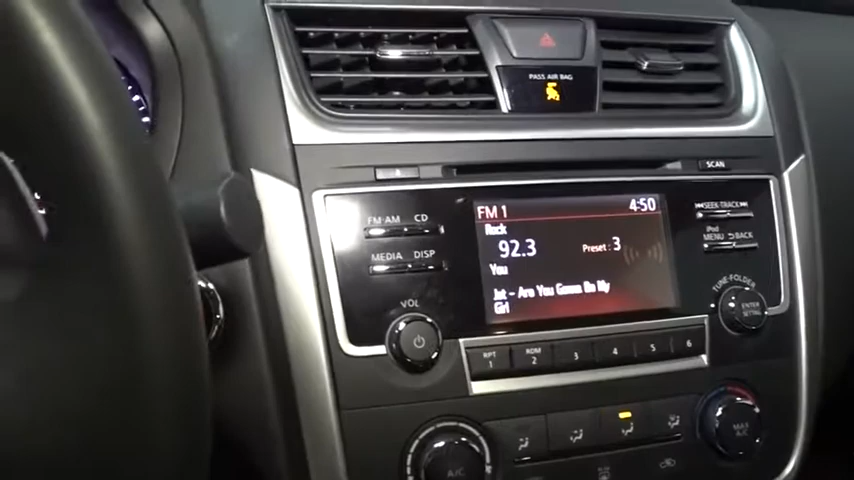 PASS AIR BAG
SCAN
FM·AM CD
MEDIA DISP
VOL
FM 1 4:50
Rock
92.3 Preset 3
You
Jet - Are You Gonna Be My
Girl
SEEK·TRACK
iPod
MENU BACK
TUNE·FOLDER
ENTER
SETTING
RPT RDM
1 2 3 4 5 6
A/C
MAX
A/C